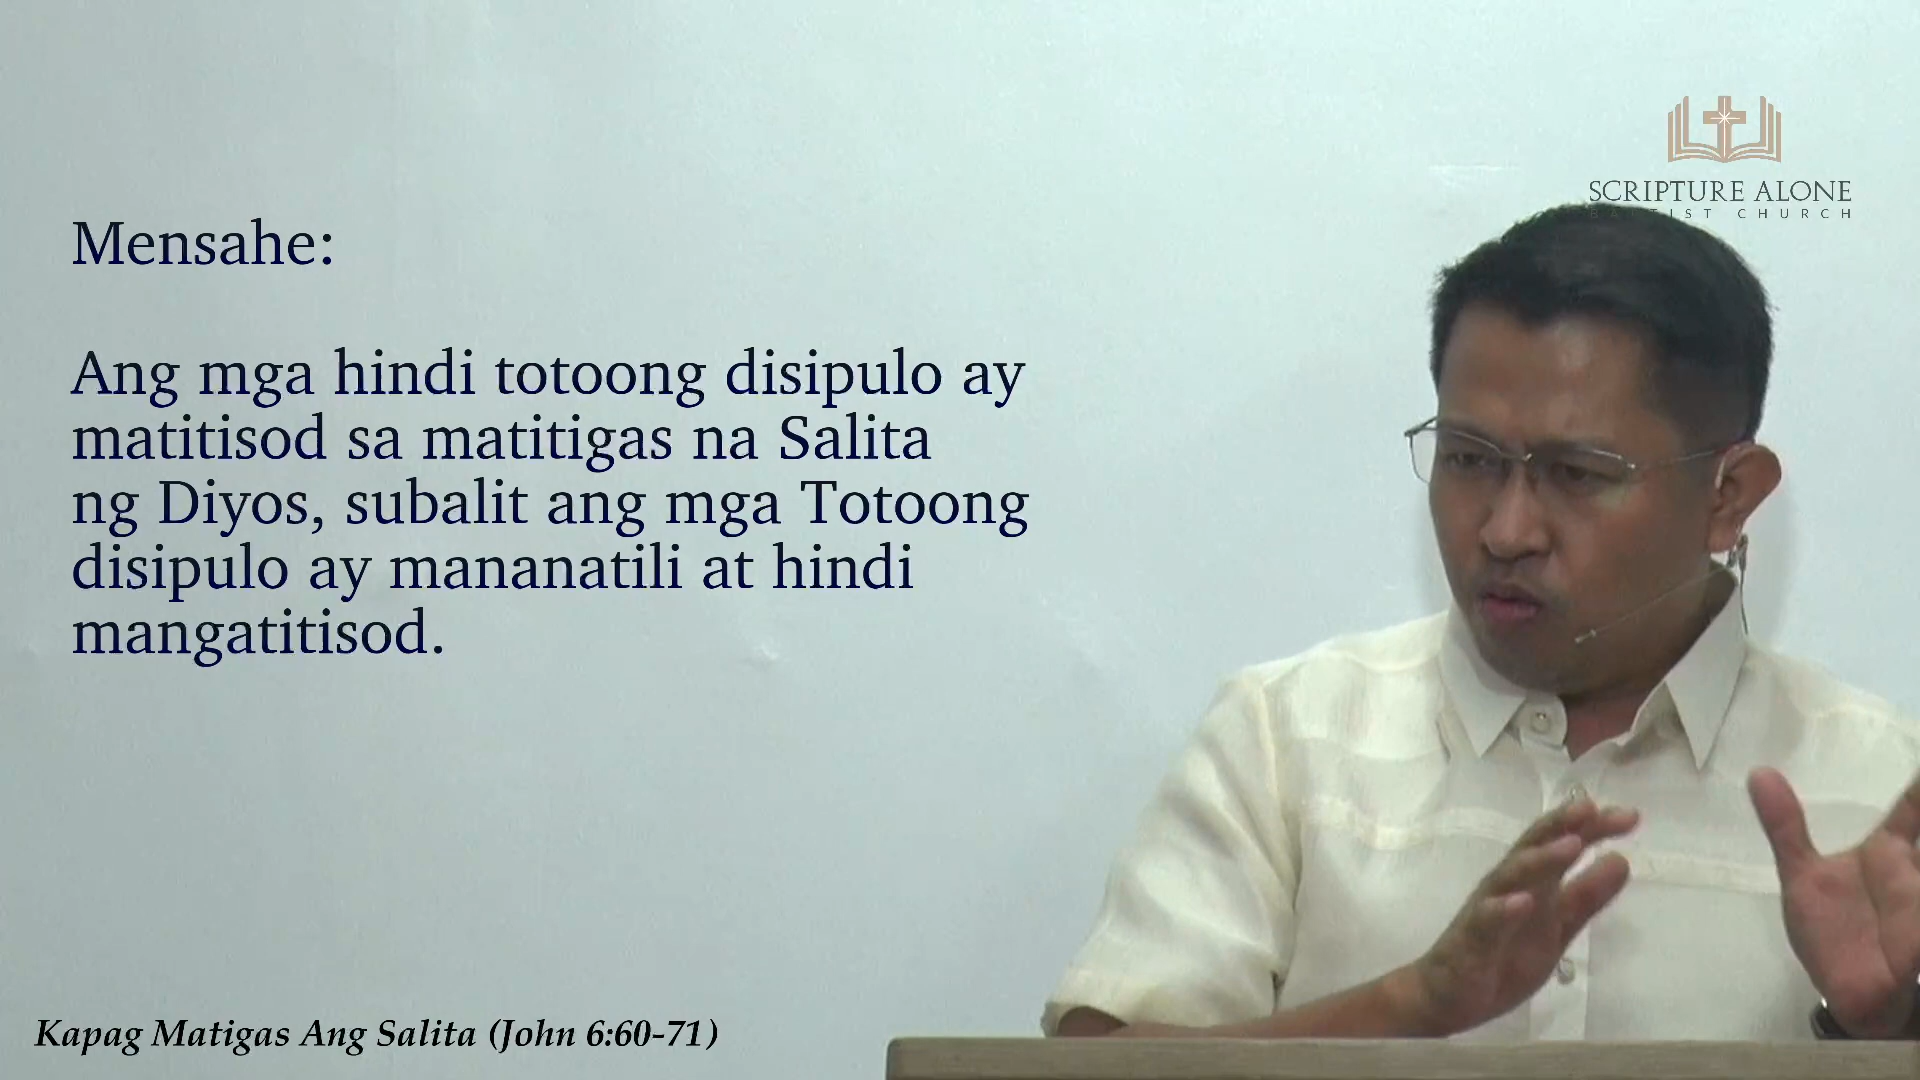 SCRIPTURE ALONE
BAPTIST CHURCH
Mensahe:
Ang mga hindi totoong disipulo ay
matitisod sa matitigas na Salita
ng Diyos, subalit ang mga Totoong
disipulo ay mananatili at hindi
mangatitisod.
Kapag Matigas Ang Salita (John 6:60-71)